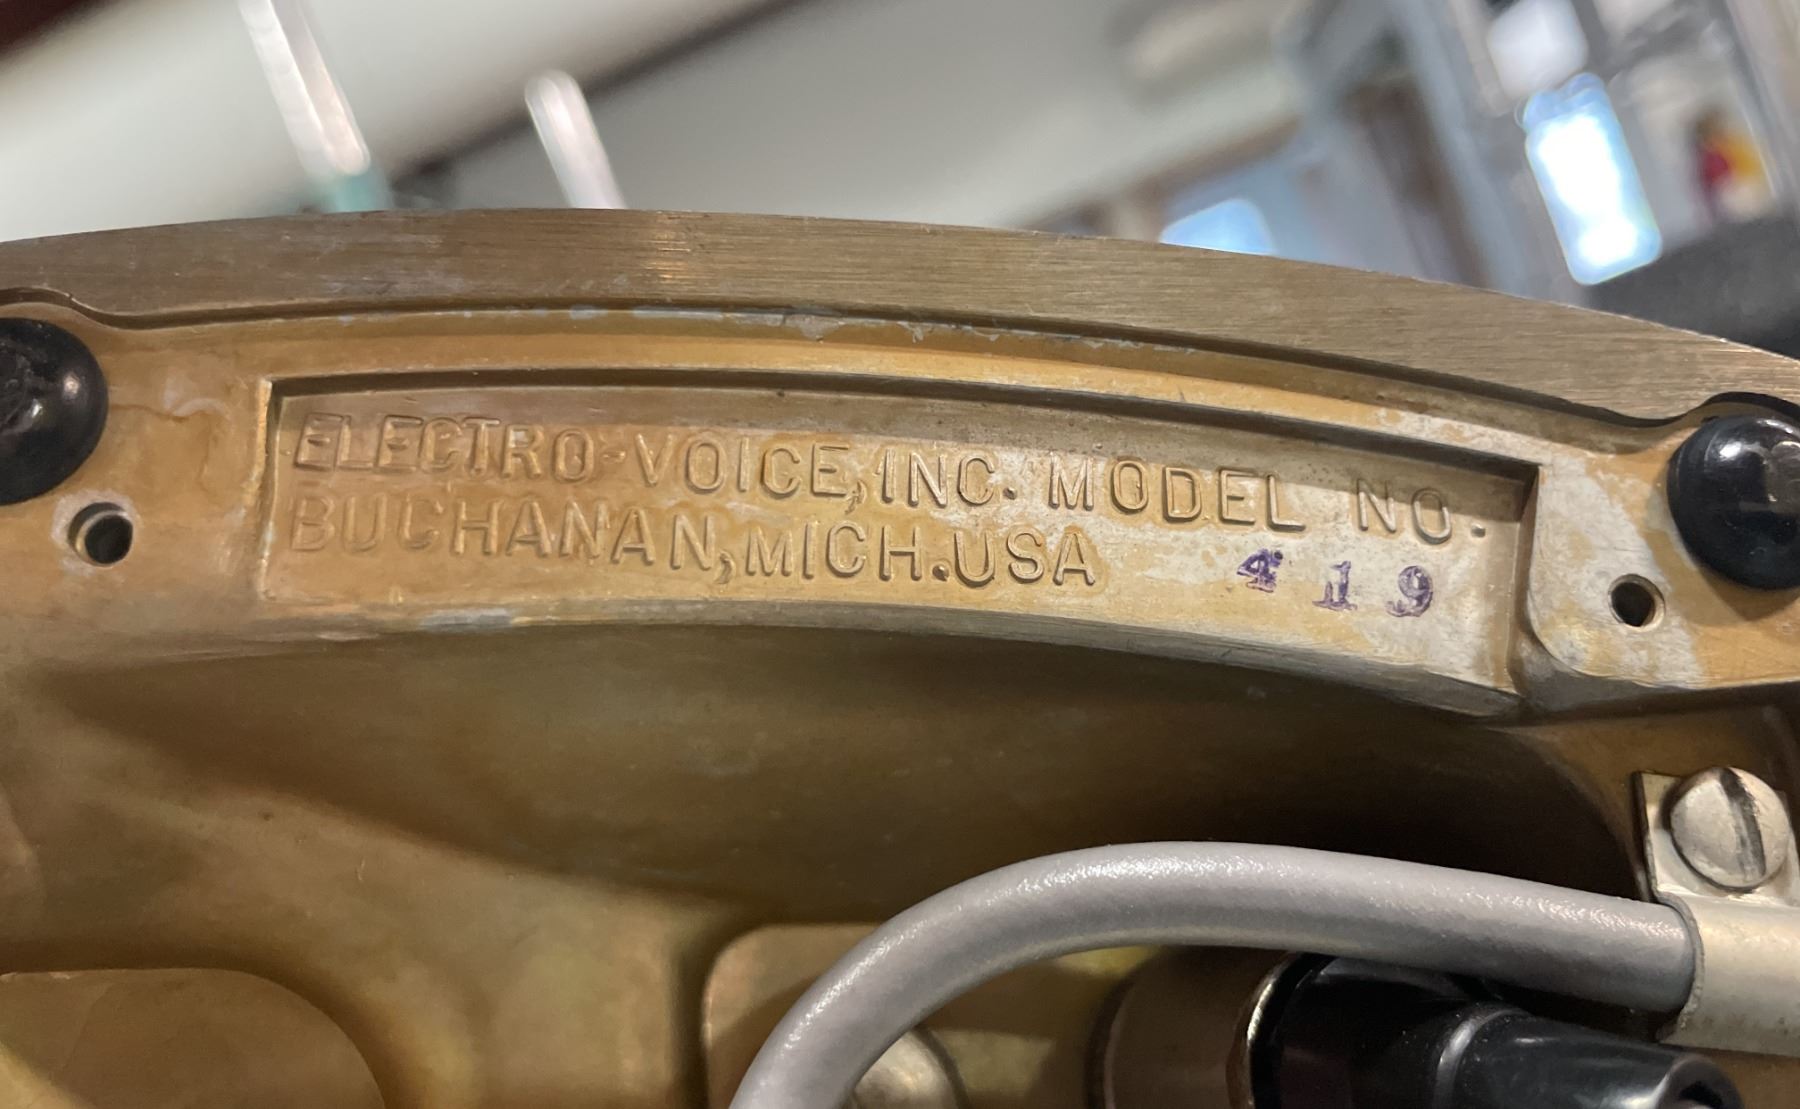 ELECTRO-VOICE, INC. MODEL NO.
BUCHANAN, MICH. USA 419